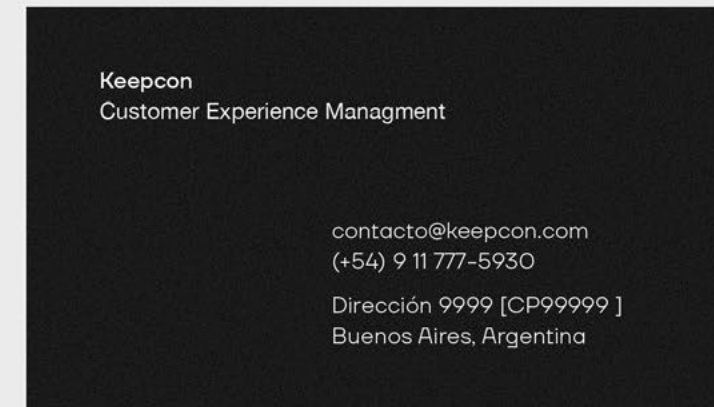 Keepcon
Customer Experience Managment
contacto@keepcon.com
(+54) 9 11 777-5930
Dirección 9999 [CP99999 ]
Buenos Aires, Argentina